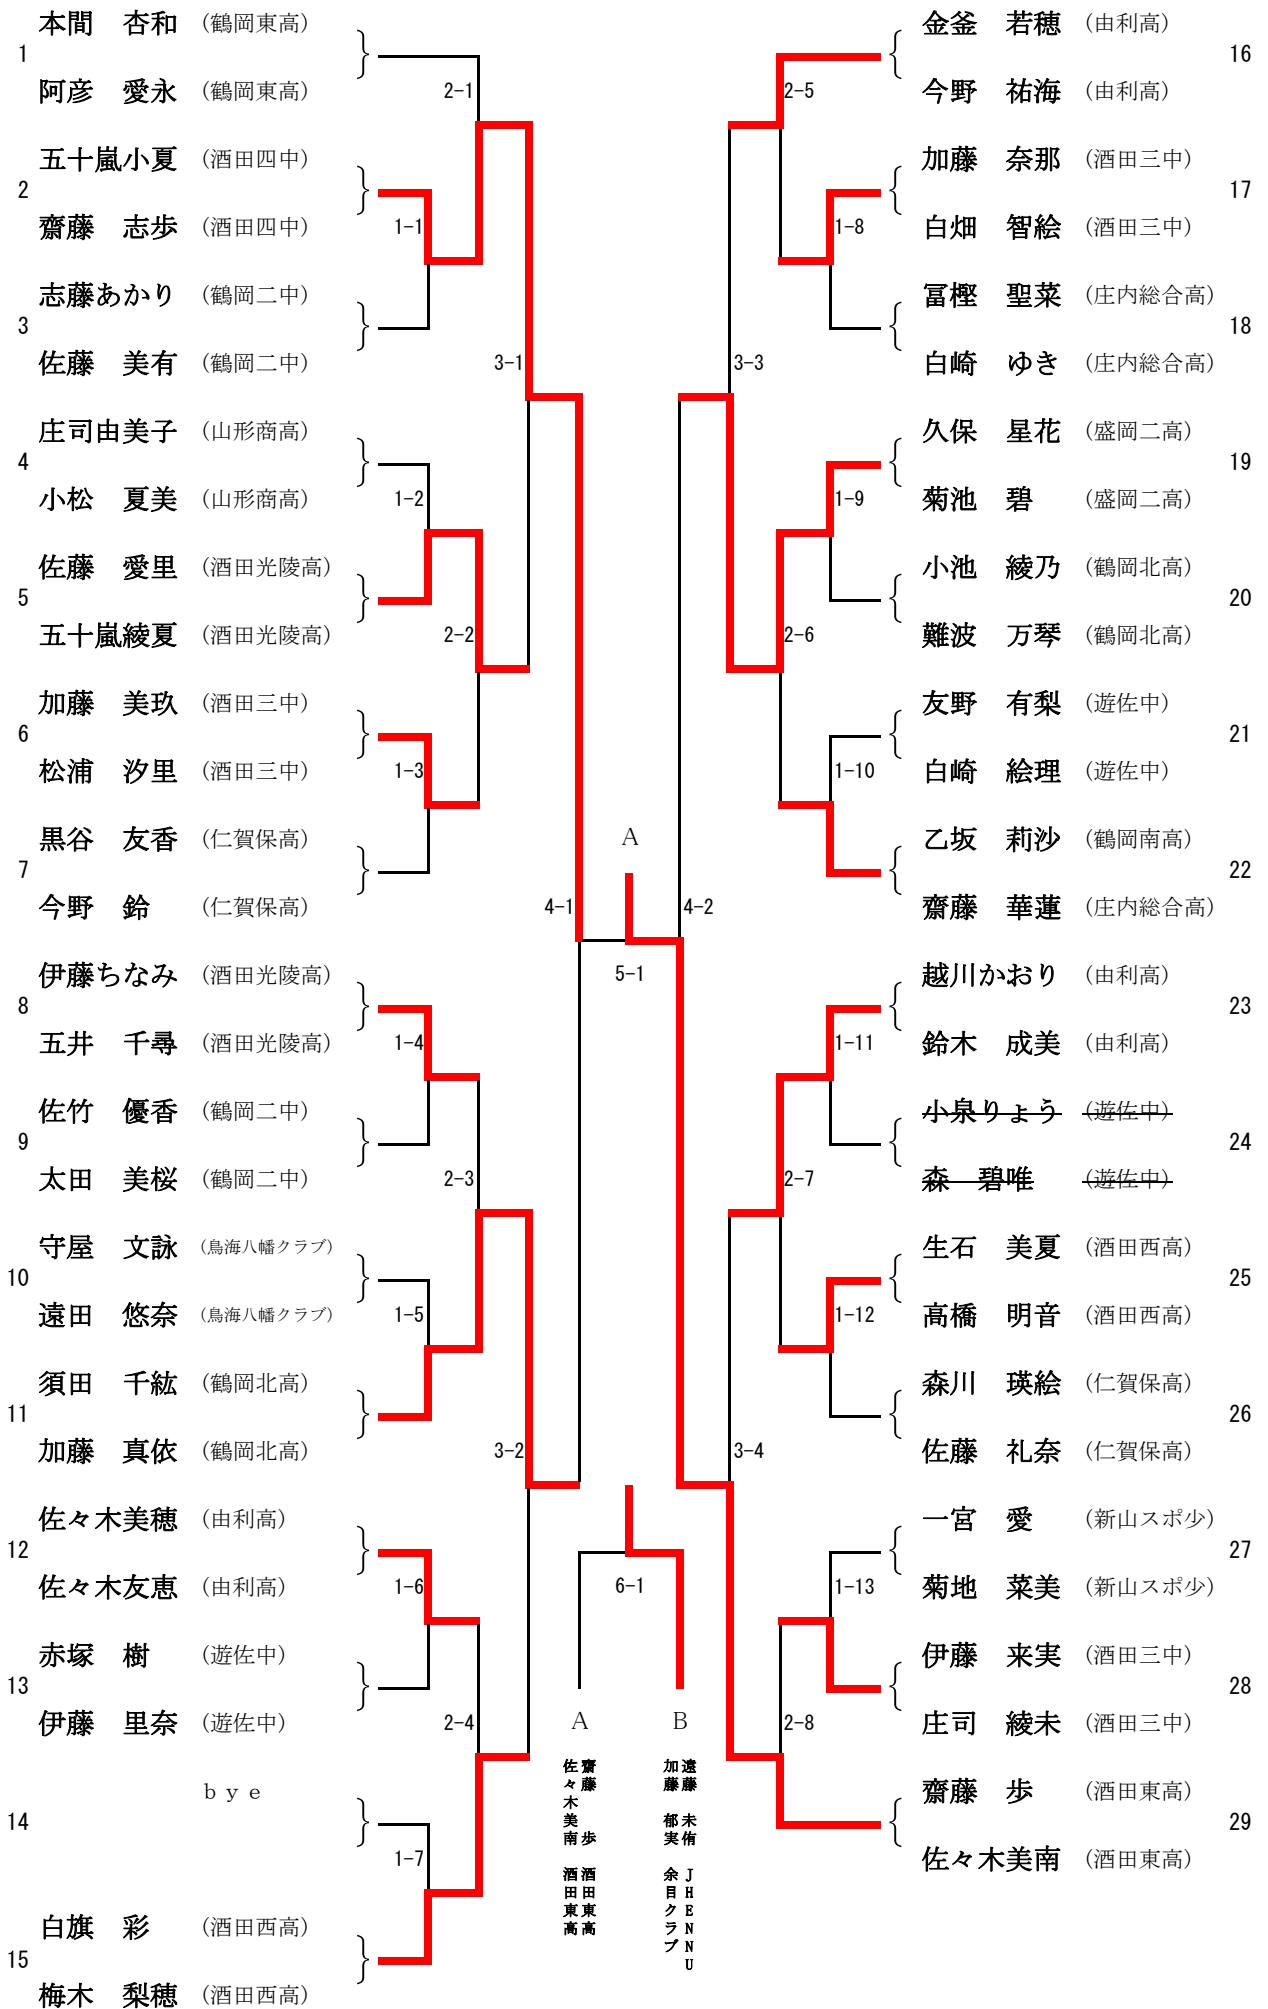 本間　杏和 (鶴岡東高)
1
阿彦　愛永 (鶴岡東高)
2-1
五十嵐小夏 (酒田四中)
2
齋藤　志歩 (酒田四中)
1-1
志藤あかり (鶴岡二中)
3
佐藤　美有 (鶴岡二中)
3-1
庄司由美子 (山形商高)
4
小松　夏美 (山形商高)
1-2
佐藤　愛里 (酒田光陵高)
5
五十嵐綾夏 (酒田光陵高)
2-2
加藤　美玖 (酒田三中)
6
松浦　汐里 (酒田三中)
1-3
黒谷　友香 (仁賀保高)
7
今野　鈴 (仁賀保高)
4-1
伊藤ちなみ (酒田光陵高)
8
五井　千尋 (酒田光陵高)
1-4
佐竹　優香 (鶴岡二中)
9
太田　美桜 (鶴岡二中)
2-3
守屋　文詠 (鳥海八幡クラブ)
10
遠田　悠奈 (鳥海八幡クラブ)
1-5
須田　千紘 (鶴岡北高)
11
加藤　真依 (鶴岡北高)
3-2
佐々木美穂 (由利高)
12
佐々木友恵 (由利高)
1-6
赤塚　樹 (遊佐中)
13
伊藤　里奈 (遊佐中)
2-4
ｂｙｅ
14
1-7
白旗　彩 (酒田西高)
15
梅木　梨穂 (酒田西高)
A
5-1
6-1
A
B
齋藤　歩　酒田東高
佐々木美南　酒田東高
遠藤　未侑　JHENNU
加藤　郁実　余目クラブ
金釜　若穂 (由利高)
16
今野　祐海 (由利高)
2-5
加藤　奈那 (酒田三中)
17
白畑　智絵 (酒田三中)
1-8
冨樫　聖菜 (庄内総合高)
18
白崎　ゆき (庄内総合高)
3-3
久保　星花 (盛岡二高)
19
菊池　碧 (盛岡二高)
1-9
小池　綾乃 (鶴岡北高)
20
難波　万琴 (鶴岡北高)
2-6
友野　有梨 (遊佐中)
21
白崎　絵理 (遊佐中)
1-10
乙坂　莉沙 (鶴岡南高)
22
齋藤　華蓮 (庄内総合高)
4-2
越川かおり (由利高)
23
鈴木　成美 (由利高)
1-11
小泉りょう (遊佐中)
24
森　碧唯 (遊佐中)
2-7
生石　美夏 (酒田西高)
25
高橋　明音 (酒田西高)
1-12
森川　瑛絵 (仁賀保高)
26
佐藤　礼奈 (仁賀保高)
3-4
一宮　愛 (新山スポ少)
27
菊地　菜美 (新山スポ少)
1-13
伊藤　来実 (酒田三中)
28
庄司　綾未 (酒田三中)
2-8
齋藤　歩 (酒田東高)
29
佐々木美南 (酒田東高)